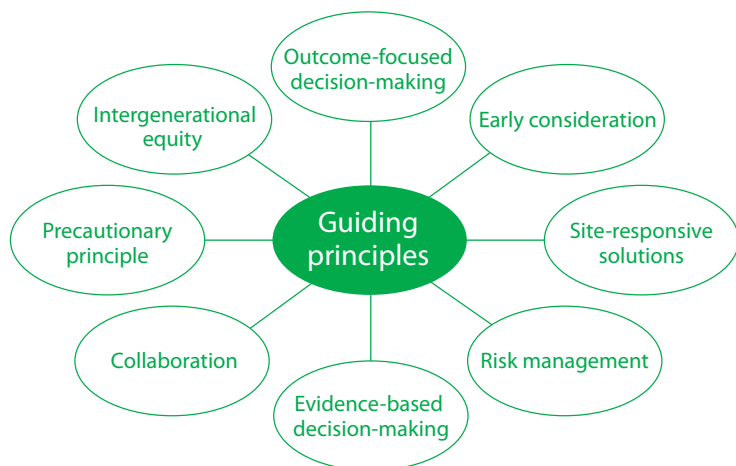 Outcome-focused
decision-making
Intergenerational
equity
Early consideration
Guiding
principles
Precautionary
principle
Site-responsive
solutions
Collaboration
Risk management
Evidence-based
decision-making